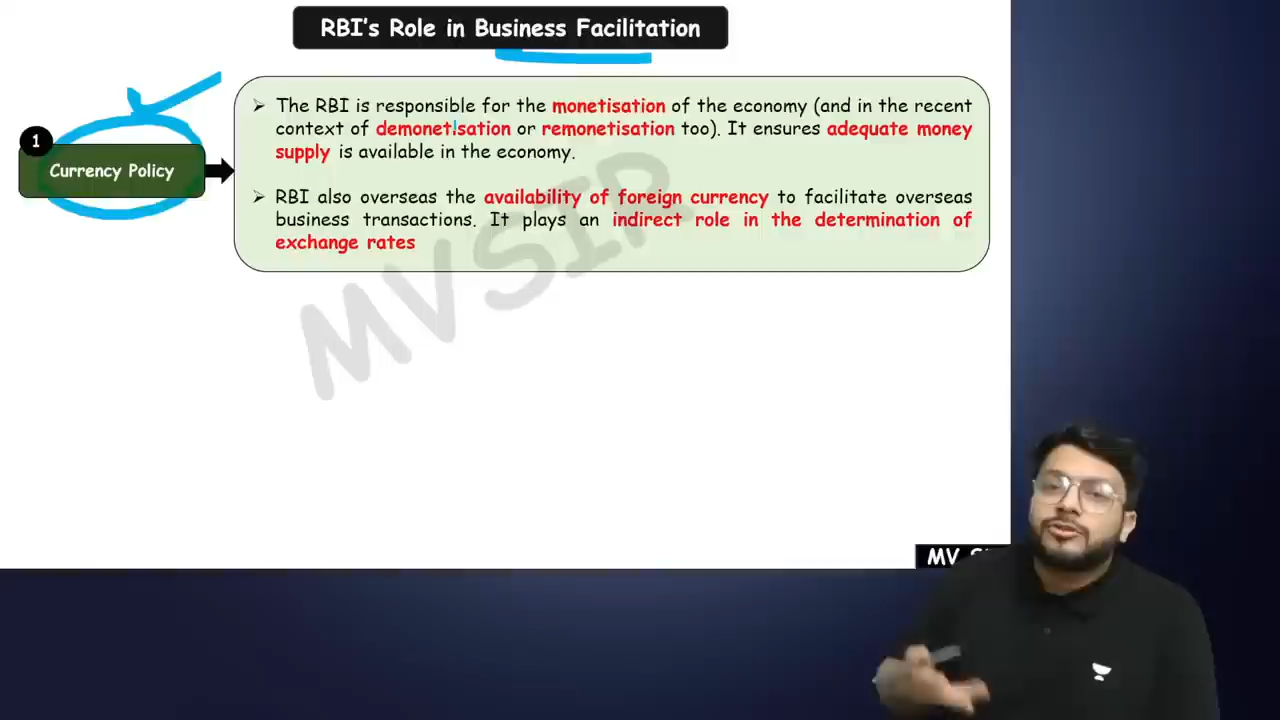 RBI's Role in Business Facilitation
1
Currency Policy
➢ The RBI is responsible for the monetisation of the economy (and in the recent
context of demonetisation or remonetisation too). It ensures adequate money
supply is available in the economy.
➢ RBI also overseas the availability of foreign currency to facilitate overseas
business transactions. It plays an indirect role in the determination of
exchange rates
MVSIR
MV